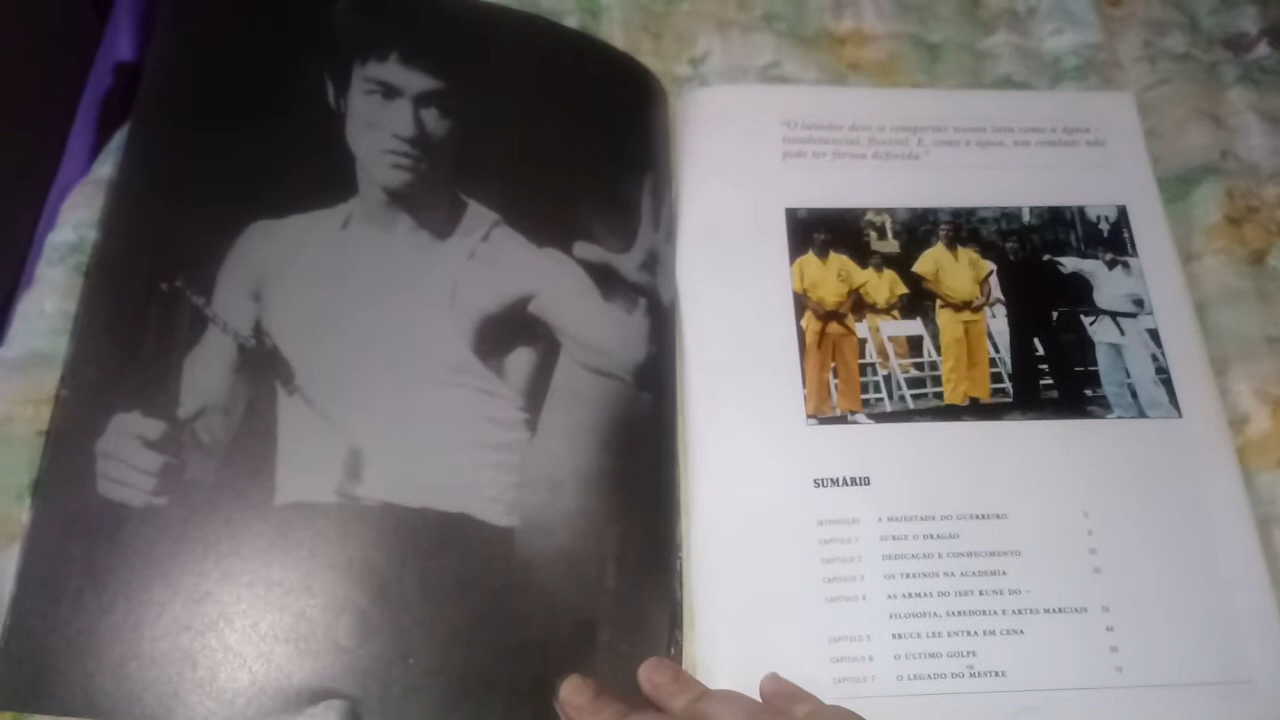 "O lutador deve se comportar numa luta como a água –
insubstancial, flexível. E, como a água, um combate não
pode ter forma definida."
SUMÁRIO
INTRODUÇÃO A MAJESTADE DO GUERREIRO
CAPÍTULO 1 SURGE O DRAGÃO
CAPÍTULO 2 DEDICAÇÃO E CONHECIMENTO
CAPÍTULO 3 OS TREINOS NA ACADEMIA
CAPÍTULO 4 AS ARMAS DO JEET KUNE DO –
FILOSOFIA, SABEDORIA E ARTES MARCIAIS
CAPÍTULO 5 BRUCE LEE ENTRA EM CENA 44
CAPÍTULO 6 O ÚLTIMO GOLPE
CAPÍTULO 7 O LEGADO DO MESTRE